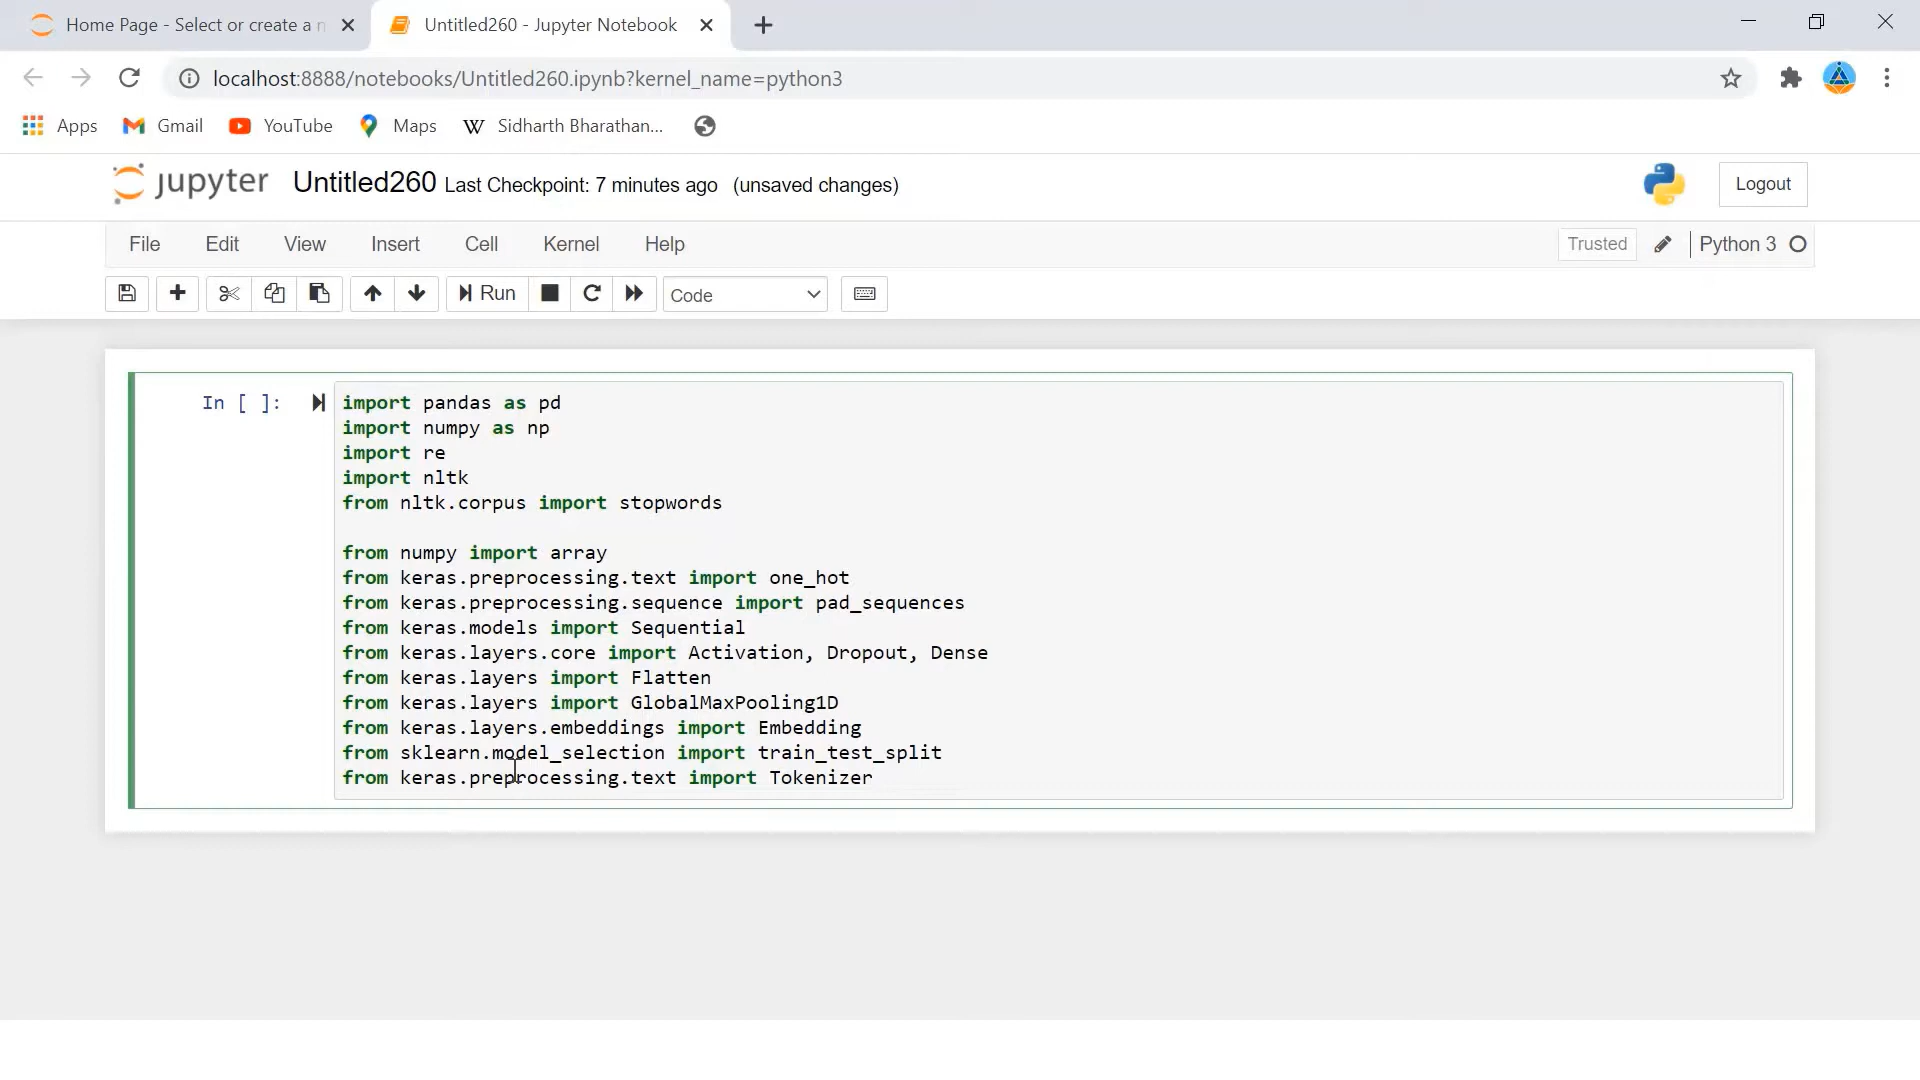 Home Page - Select or create a n
Untitled260 - Jupyter Notebook
localhost:8888/notebooks/Untitled260.ipynb?kernel_name=python3
Apps Gmail YouTube Maps W Sidharth Bharathan...
jupyter Untitled260 Last Checkpoint: 7 minutes ago (unsaved changes) Logout
File Edit View Insert Cell Kernel Help Trusted Python 3
Run Code
In [ ]:
import pandas as pd
import numpy as np
import re
import nltk
from nltk.corpus import stopwords
from numpy import array
from keras.preprocessing.text import one_hot
from keras.preprocessing.sequence import pad_sequences
from keras.models import Sequential
from keras.layers.core import Activation, Dropout, Dense
from keras.layers import Flatten
from keras.layers import GlobalMaxPooling1D
from keras.layers.embeddings import Embedding
from sklearn.model_selection import train_test_split
from keras.preprocessing.text import Tokenizer